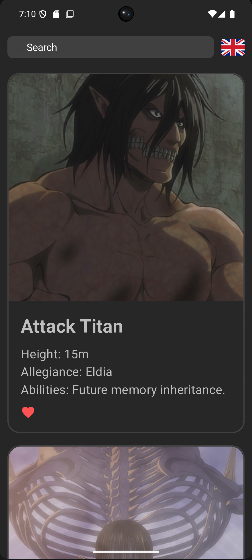 7:10
Search
Attack Titan
Height: 15m
Allegiance: Eldia
Abilities: Future memory inheritance.